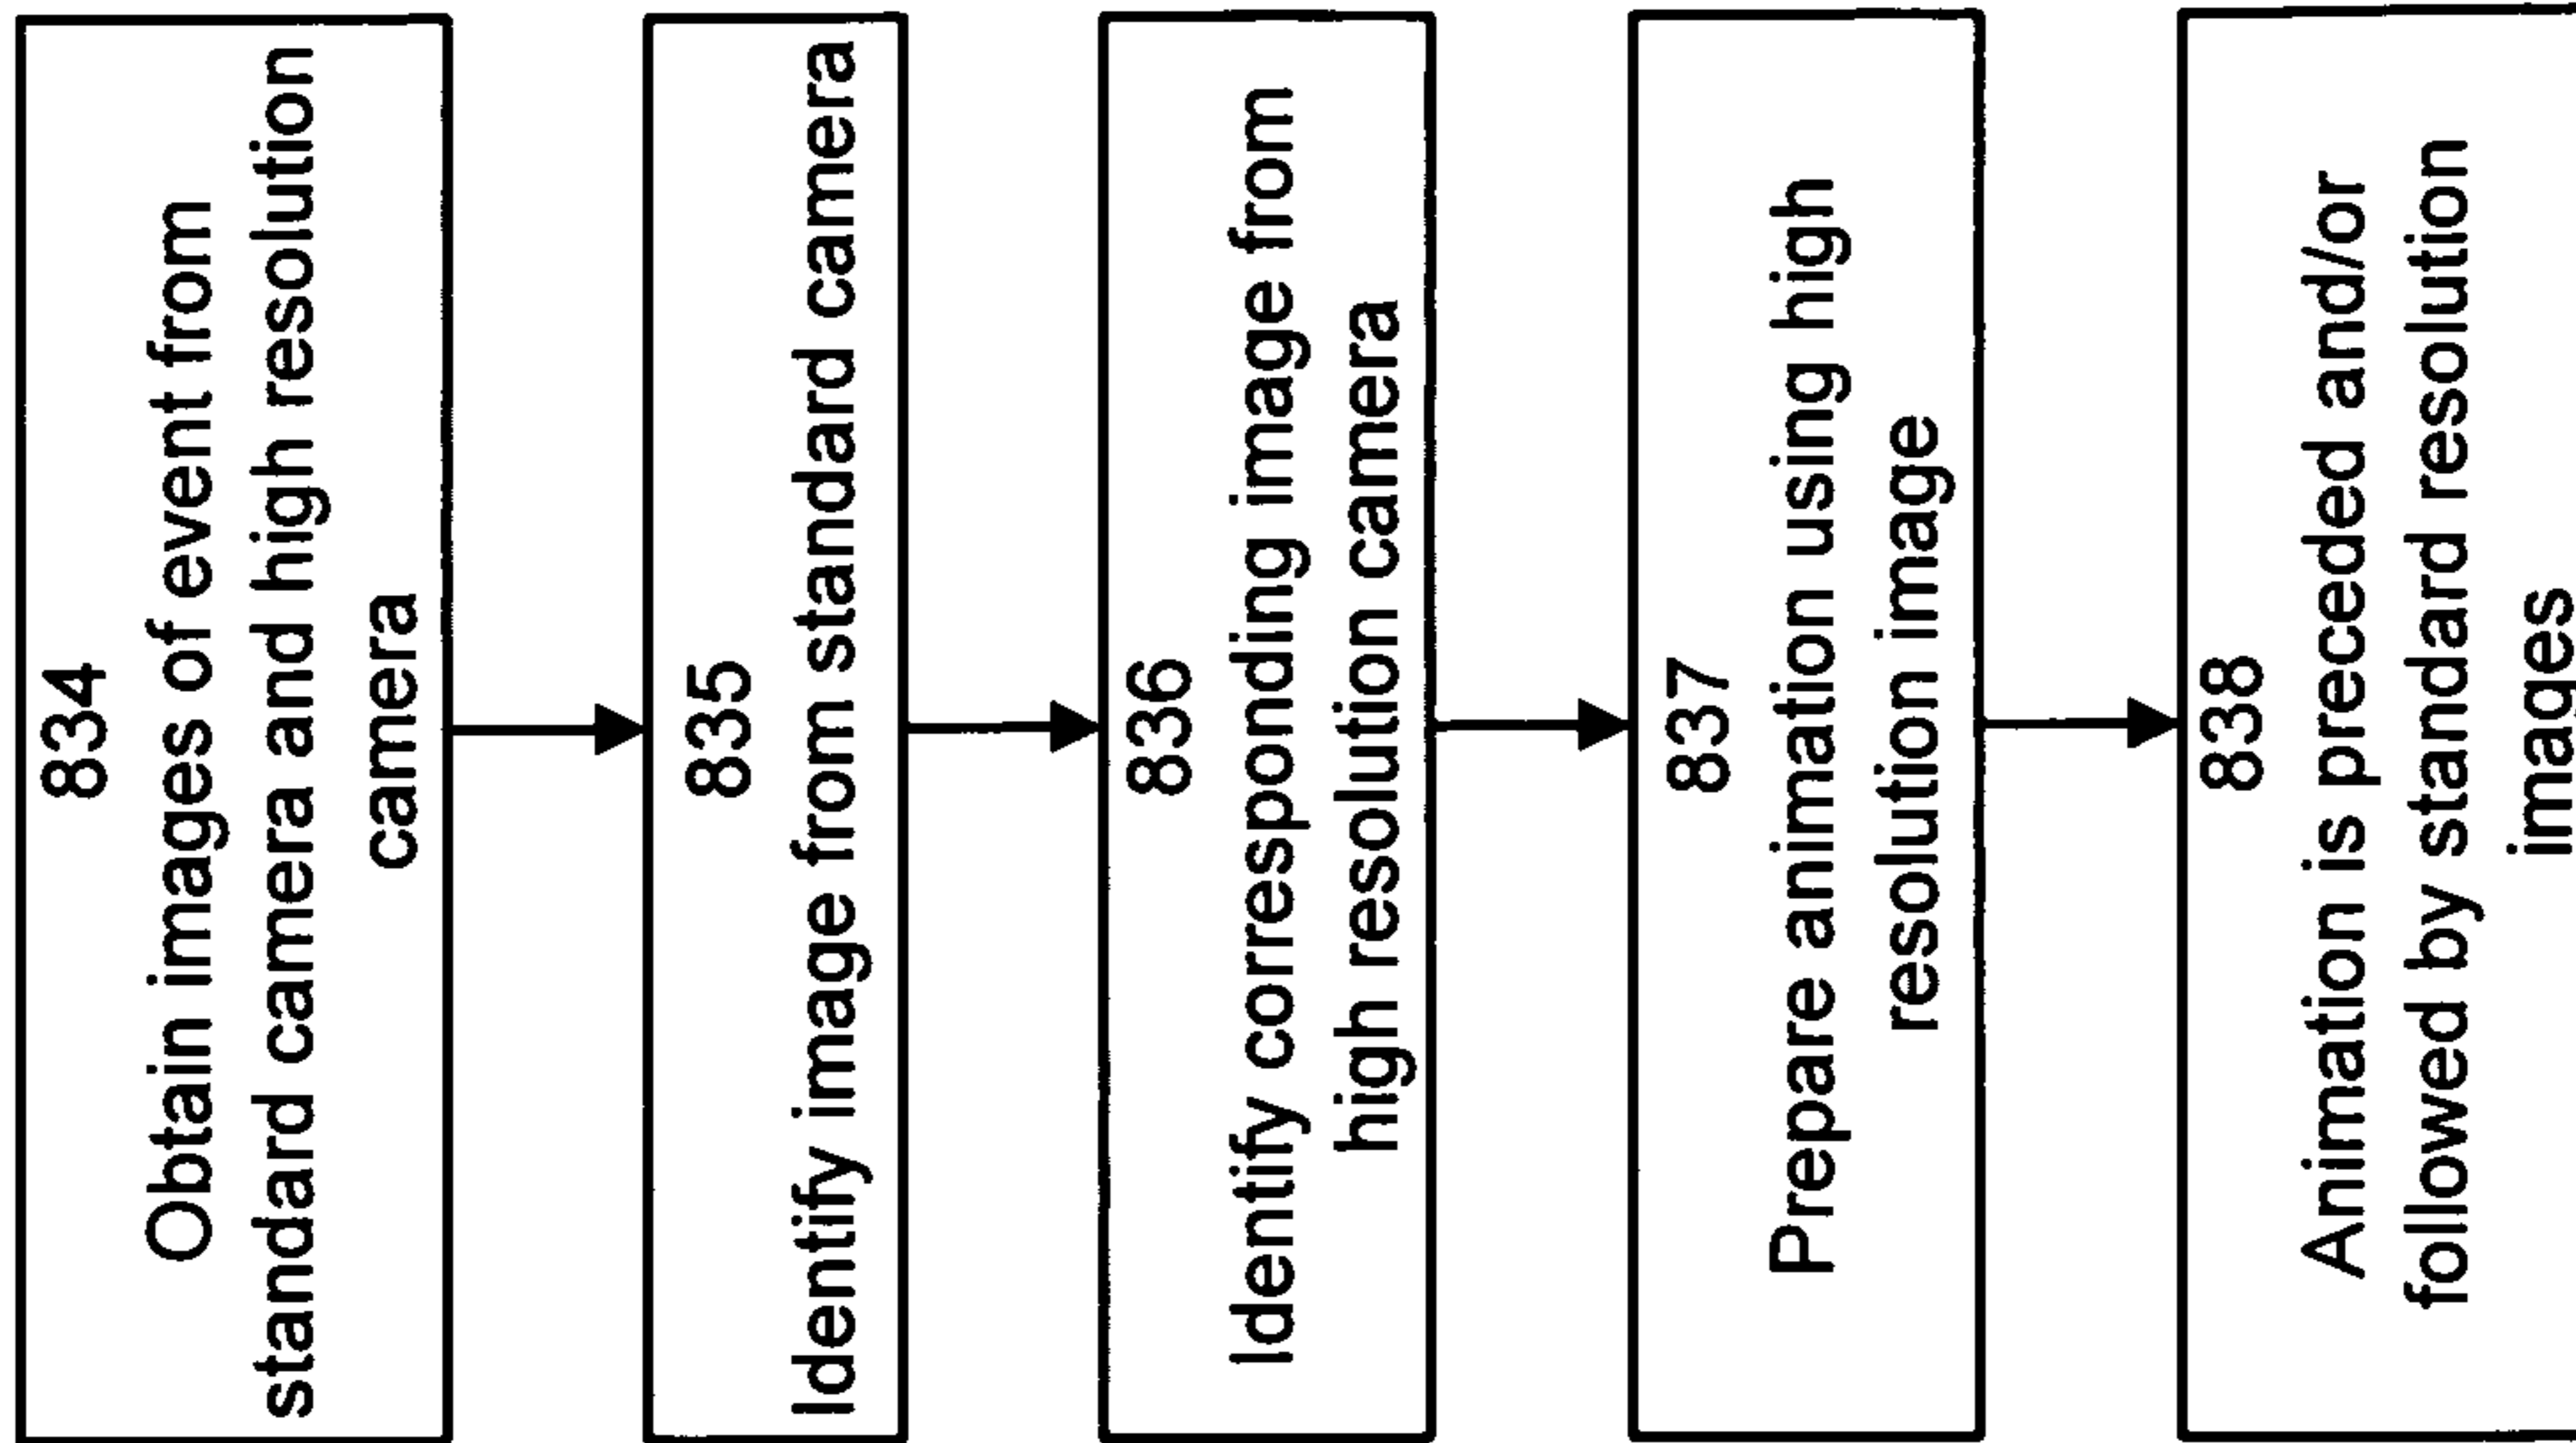 834
Obtain images of event from
standard camera and high resolution
camera
835
Identify image from standard camera
836
Identify corresponding image from
high resolution camera
837
Prepare animation using high
resolution image
838
Animation is preceded and/or
followed by standard resolution
images